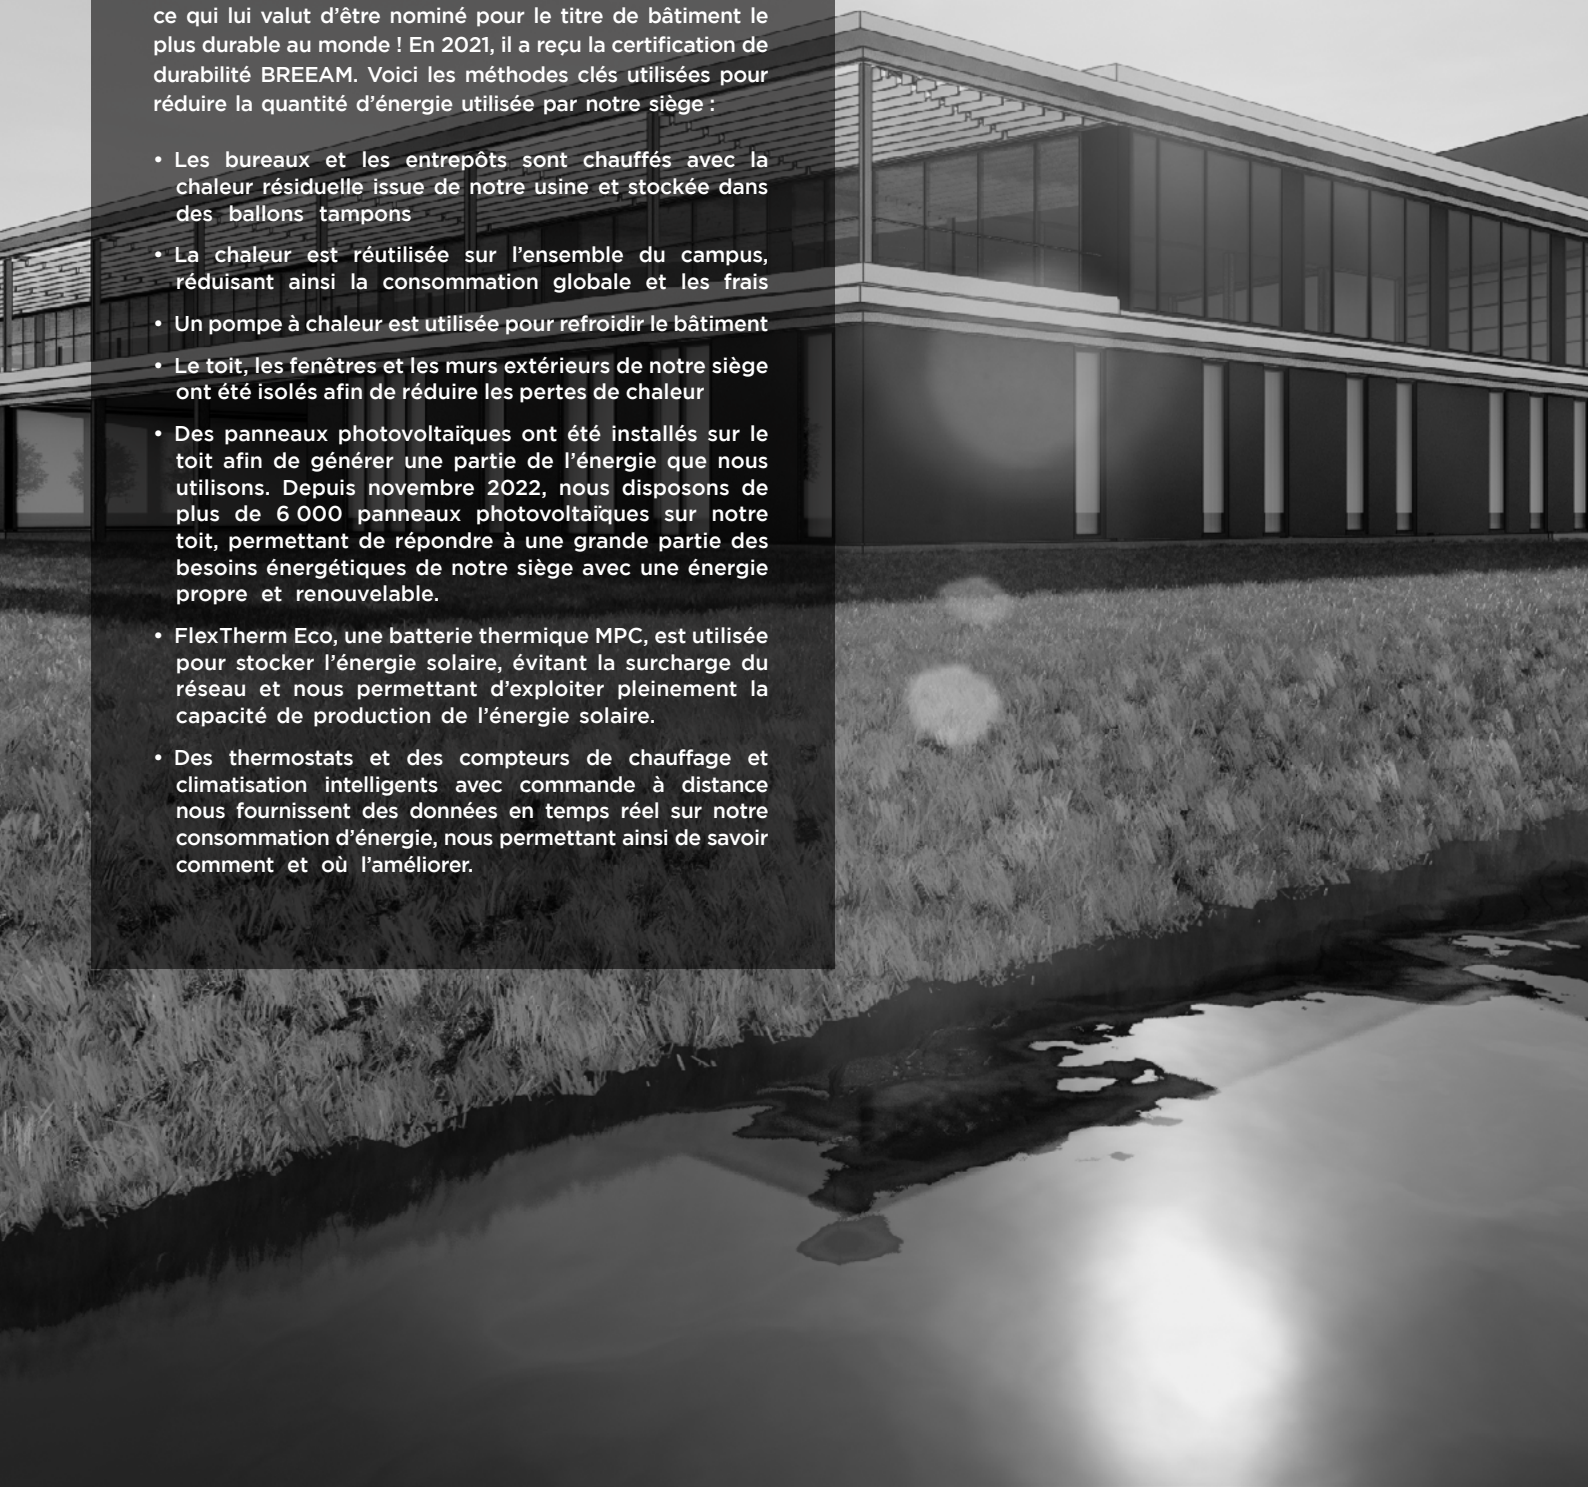 ce qui lui valut d’être nominé pour le titre de bâtiment le
plus durable au monde ! En 2021, il a reçu la certification de
durabilité BREEAM. Voici les méthodes clés utilisées pour
réduire la quantité d’énergie utilisée par notre siège :
• Les bureaux et les entrepôts sont chauffés avec la
chaleur résiduelle issue de notre usine et stockée dans
des ballons tampons
• La chaleur est réutilisée sur l’ensemble du campus,
réduisant ainsi la consommation globale et les frais
• Un pompe à chaleur est utilisée pour refroidir le bâtiment
• Le toit, les fenêtres et les murs extérieurs de notre siège
ont été isolés afin de réduire les pertes de chaleur
• Des panneaux photovoltaïques ont été installés sur le
toit afin de générer une partie de l’énergie que nous
utilisons. Depuis novembre 2022, nous disposons de
plus de 6 000 panneaux photovoltaïques sur notre
toit, permettant de répondre à une grande partie des
besoins énergétiques de notre siège avec une énergie
propre et renouvelable.
• FlexTherm Eco, une batterie thermique MPC, est utilisée
pour stocker l’énergie solaire, évitant la surcharge du
réseau et nous permettant d’exploiter pleinement la
capacité de production de l’énergie solaire.
• Des thermostats et des compteurs de chauffage et
climatisation intelligents avec commande à distance
nous fournissent des données en temps réel sur notre
consommation d’énergie, nous permettant ainsi de savoir
comment et où l’améliorer.